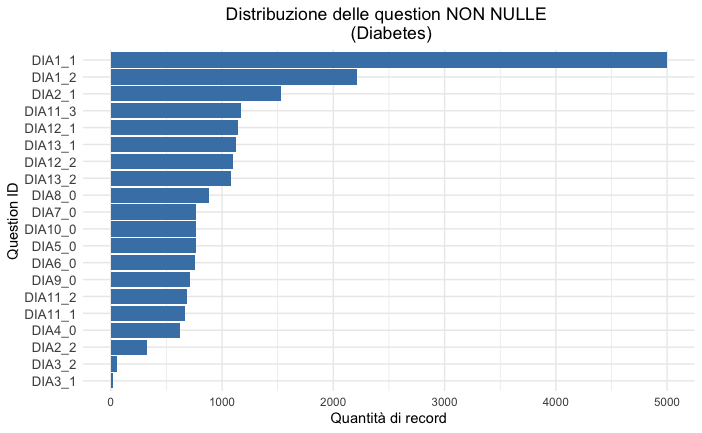 Distribuzione delle question NON NULLE
(Diabetes)
DIA1_1
DIA1_2
DIA2_1
DIA11_3
DIA12_1
DIA13_1
DIA12_2
DIA13_2
DIA8_0
DIA7_0
DIA10_0
DIA5_0
DIA6_0
DIA9_0
DIA11_2
DIA11_1
DIA4_0
DIA2_2
DIA3_2
DIA3_1
Question ID
0 1000 2000 3000 4000 5000
Quantità di record